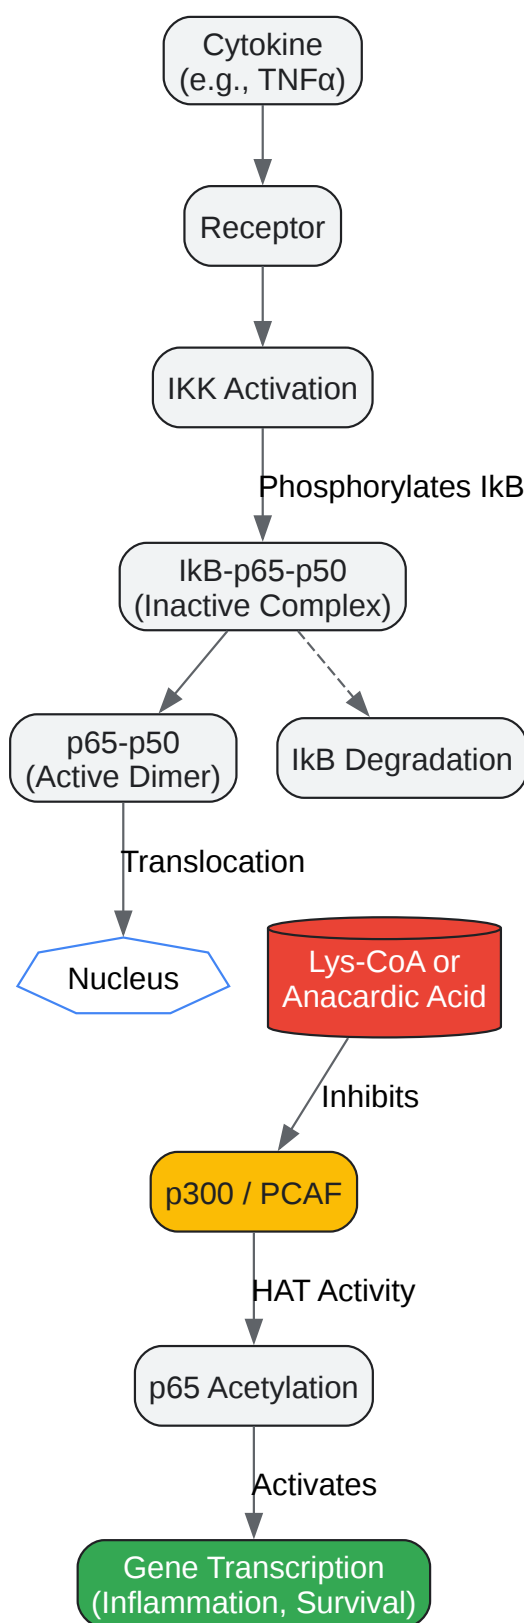 Cytokine
(e.g., TNFα)
Receptor
IKK Activation
Phosphorylates IkB
IkB-p65-p50
(Inactive Complex)
p65-p50
(Active Dimer)
IkB Degradation
Translocation
Nucleus
Lys-CoA or
Anacardic Acid
Inhibits
p300 / PCAF
HAT Activity
p65 Acetylation
Activates
Gene Transcription
(Inflammation, Survival)